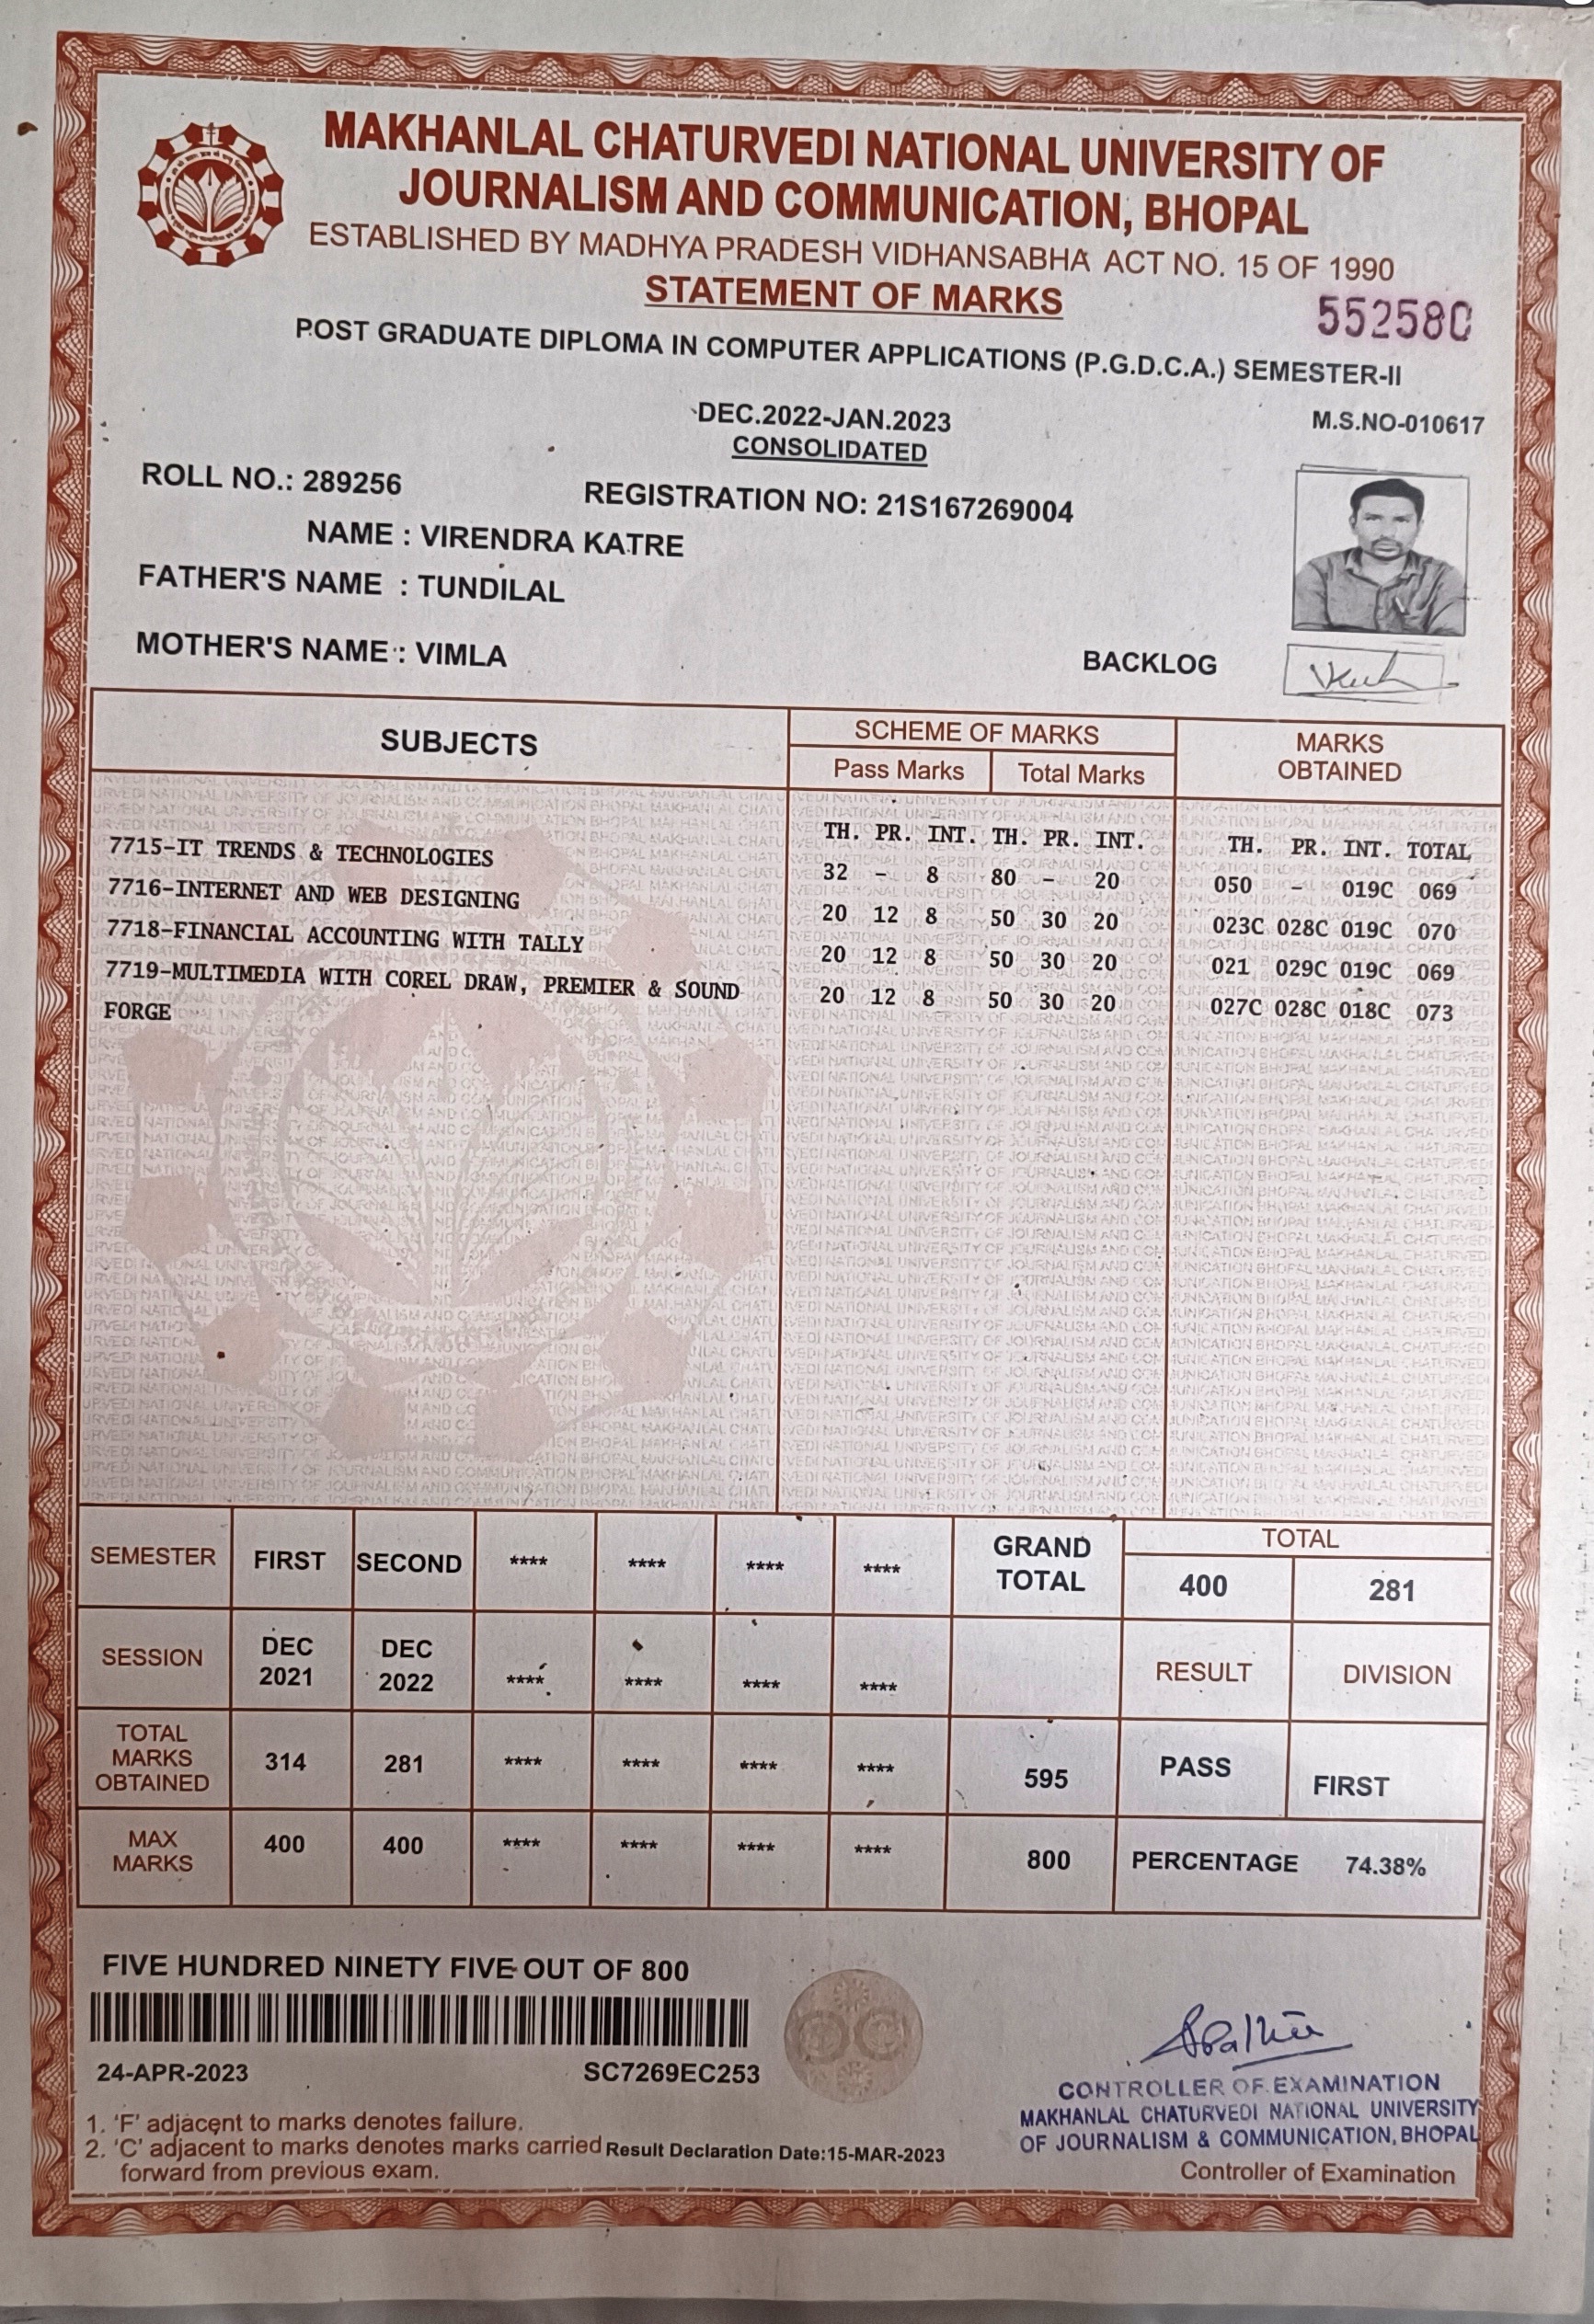 MAKHANLAL CHATURVEDI NATIONAL UNIVERSITY OF
JOURNALISM AND COMMUNICATION, BHOPAL
ESTABLISHED BY MADHYA PRADESH VIDHANSABHA ACT NO. 15 OF 1990
STATEMENT OF MARKS
552580
POST GRADUATE DIPLOMA IN COMPUTER APPLICATIONS (P.G.D.C.A.) SEMESTER-II
DEC.2022-JAN.2023 M.S.NO-010617
CONSOLIDATED
ROLL NO.: 289256 REGISTRATION NO: 21S167269004
NAME : VIRENDRA KATRE
FATHER'S NAME : TUNDILAL
MOTHER'S NAME : VIMLA BACKLOG
SUBJECTS SCHEME OF MARKS MARKS OBTAINED
Pass Marks Total Marks
TH. PR. INT. TH. PR. INT. TH. PR. INT. TOTAL
7715-IT TRENDS & TECHNOLOGIES 32 - 8 80 - 20 050 - 019C 069
7716-INTERNET AND WEB DESIGNING 20 12 8 50 30 20 023C 028C 019C 070
7718-FINANCIAL ACCOUNTING WITH TALLY 20 12 8 50 30 20 021 029C 019C 069
7719-MULTIMEDIA WITH COREL DRAW, PREMIER & SOUND 20 12 8 50 30 20 027C 028C 018C 073
FORGE
SEMESTER FIRST SECOND **** **** **** **** GRAND TOTAL TOTAL
400 281
SESSION DEC 2021 DEC 2022 **** **** **** **** RESULT DIVISION
TOTAL MARKS OBTAINED 314 281 **** **** **** **** 595 PASS FIRST
MAX MARKS 400 400 **** **** **** **** 800 PERCENTAGE 74.38%
FIVE HUNDRED NINETY FIVE OUT OF 800
24-APR-2023 SC7269EC253
CONTROLLER OF EXAMINATION
MAKHANLAL CHATURVEDI NATIONAL UNIVERSITY
OF JOURNALISM & COMMUNICATION, BHOPAL
Controller of Examination
1. 'F' adjacent to marks denotes failure.
2. 'C' adjacent to marks denotes marks carried
forward from previous exam.
Result Declaration Date:15-MAR-2023